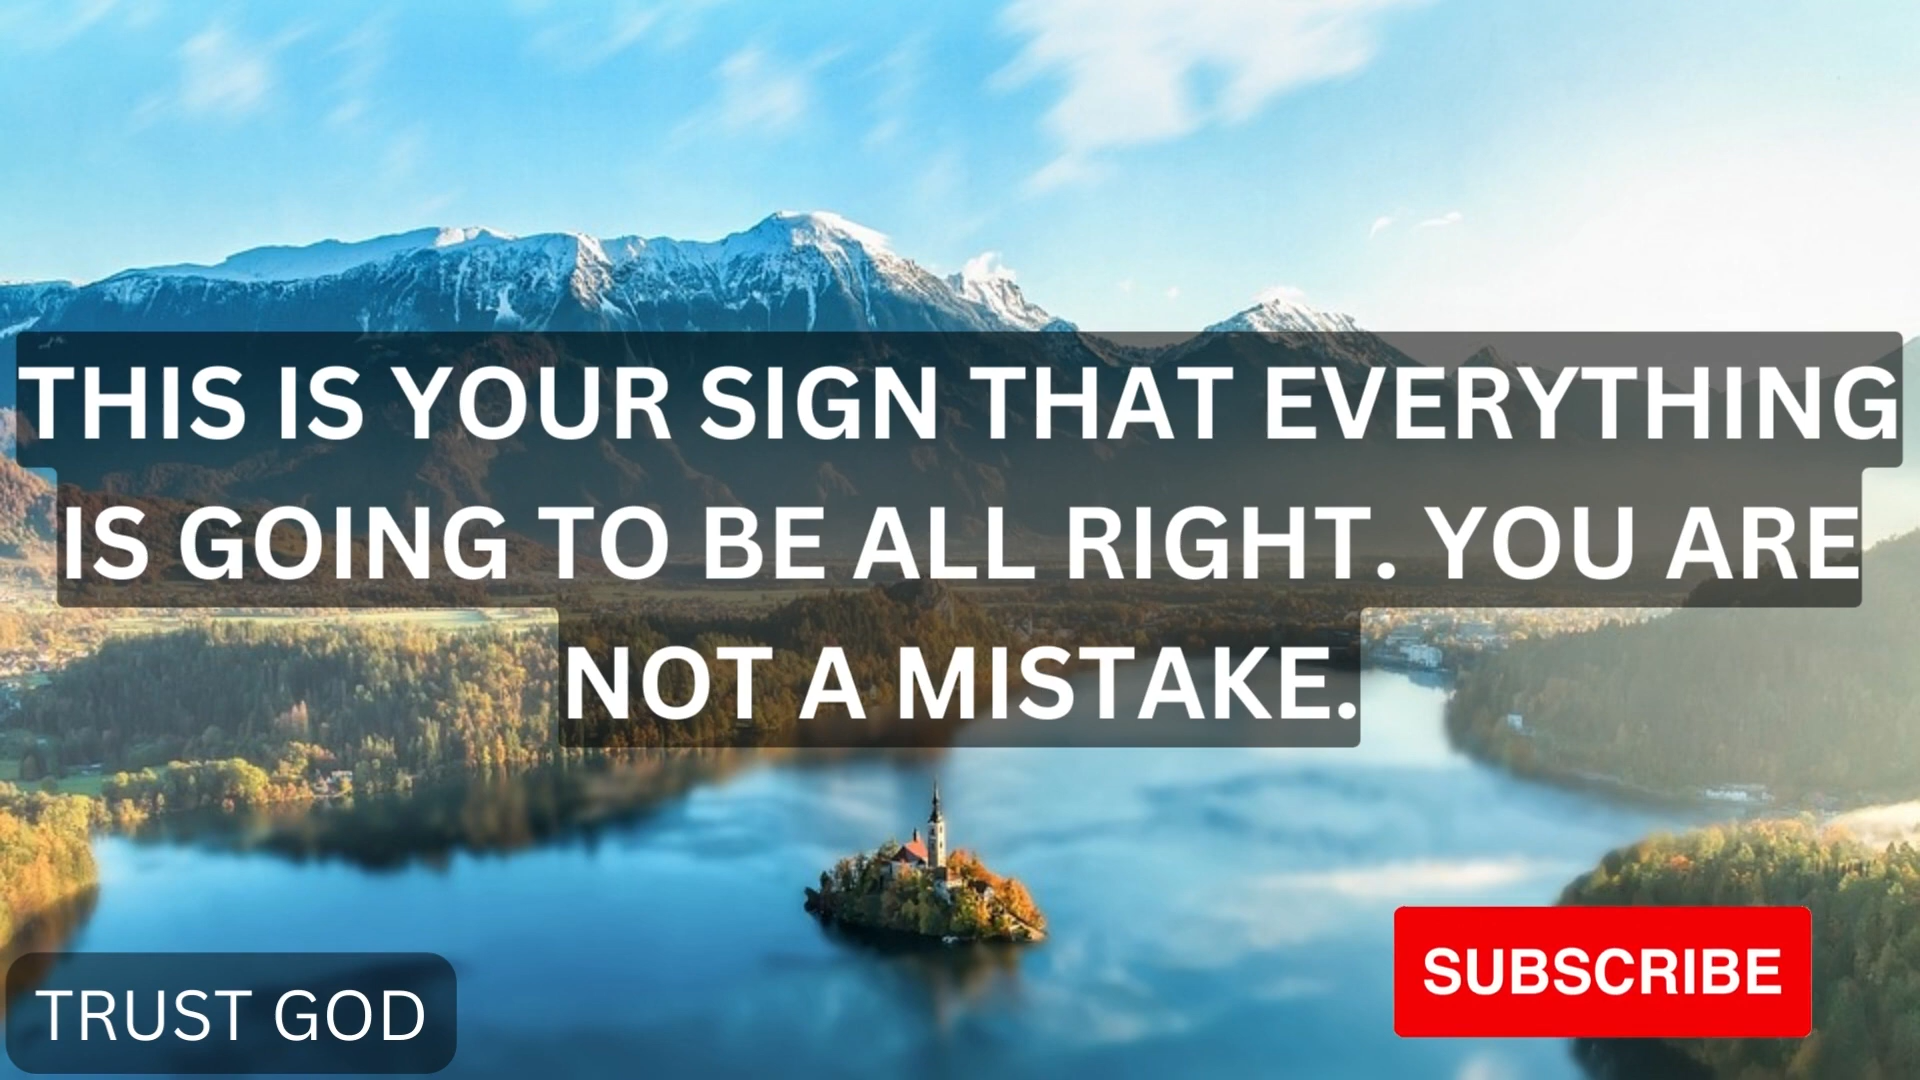 THIS IS YOUR SIGN THAT EVERYTHING
IS GOING TO BE ALL RIGHT. YOU ARE
NOT A MISTAKE.
TRUST GOD
SUBSCRIBE